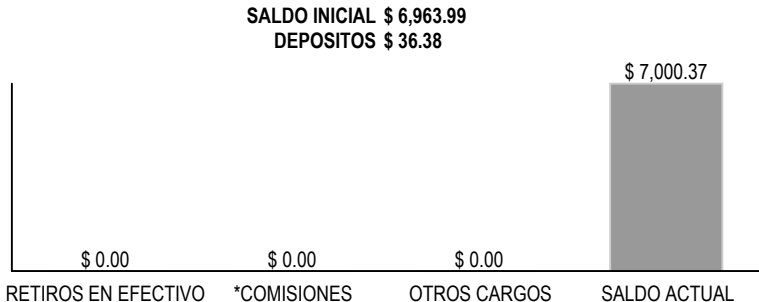 SALDO INICIAL $ 6,963.99
DEPOSITOS $ 36.38
$ 7,000.37
$ 0.00 $ 0.00 $ 0.00
RETIROS EN EFECTIVO *COMISIONES OTROS CARGOS SALDO ACTUAL